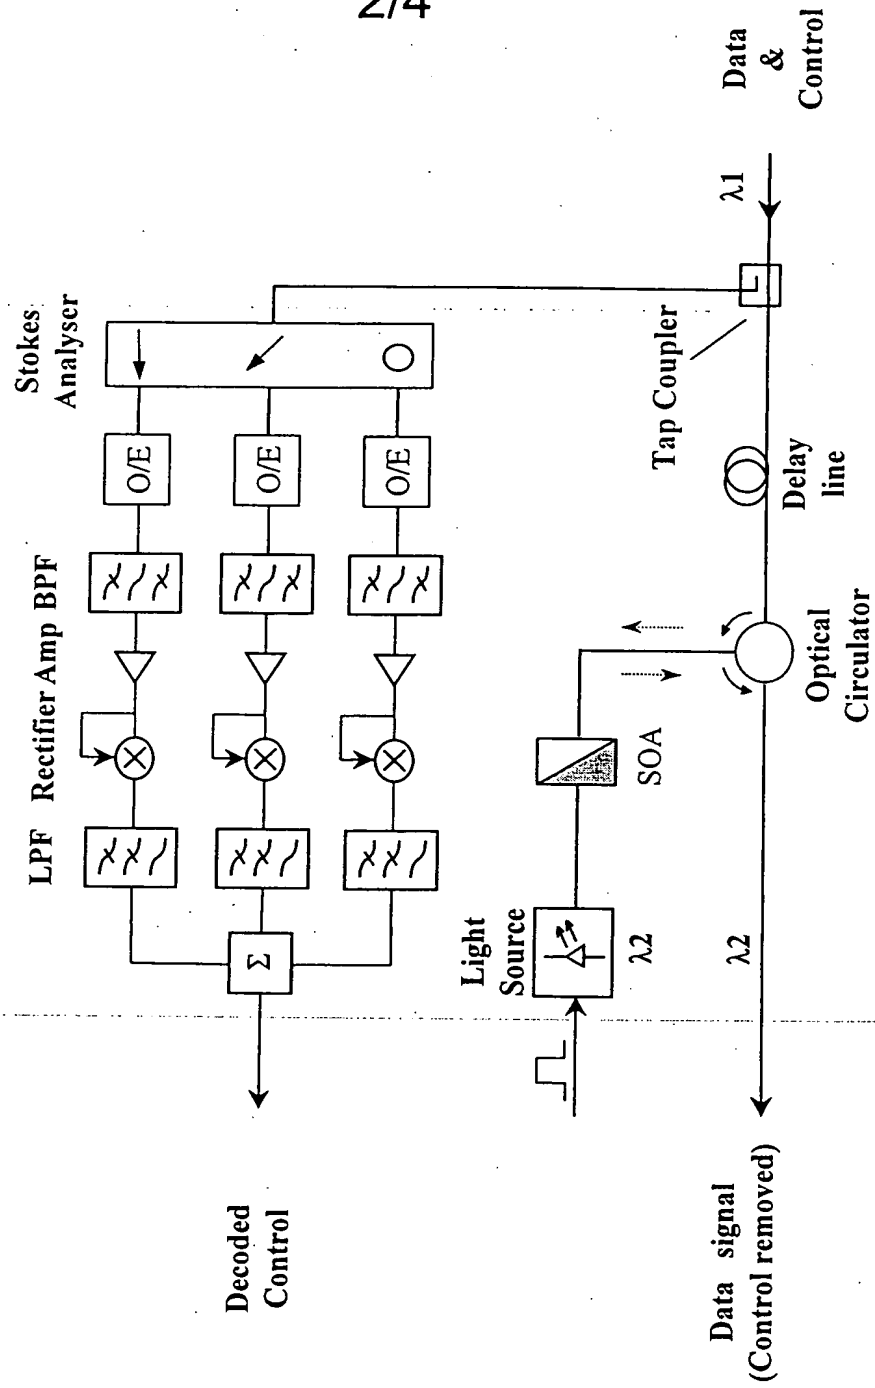 2/4
Stokes
Analyser
LPF Rectifier Amp BPF
O/E
O/E
O/E
Σ
Decoded
Control
Light
Source
λ2
SOA
Tap Coupler
λ1
Data
&
Control
Delay
line
Optical
Circulator
λ2
Data signal
(Control removed)